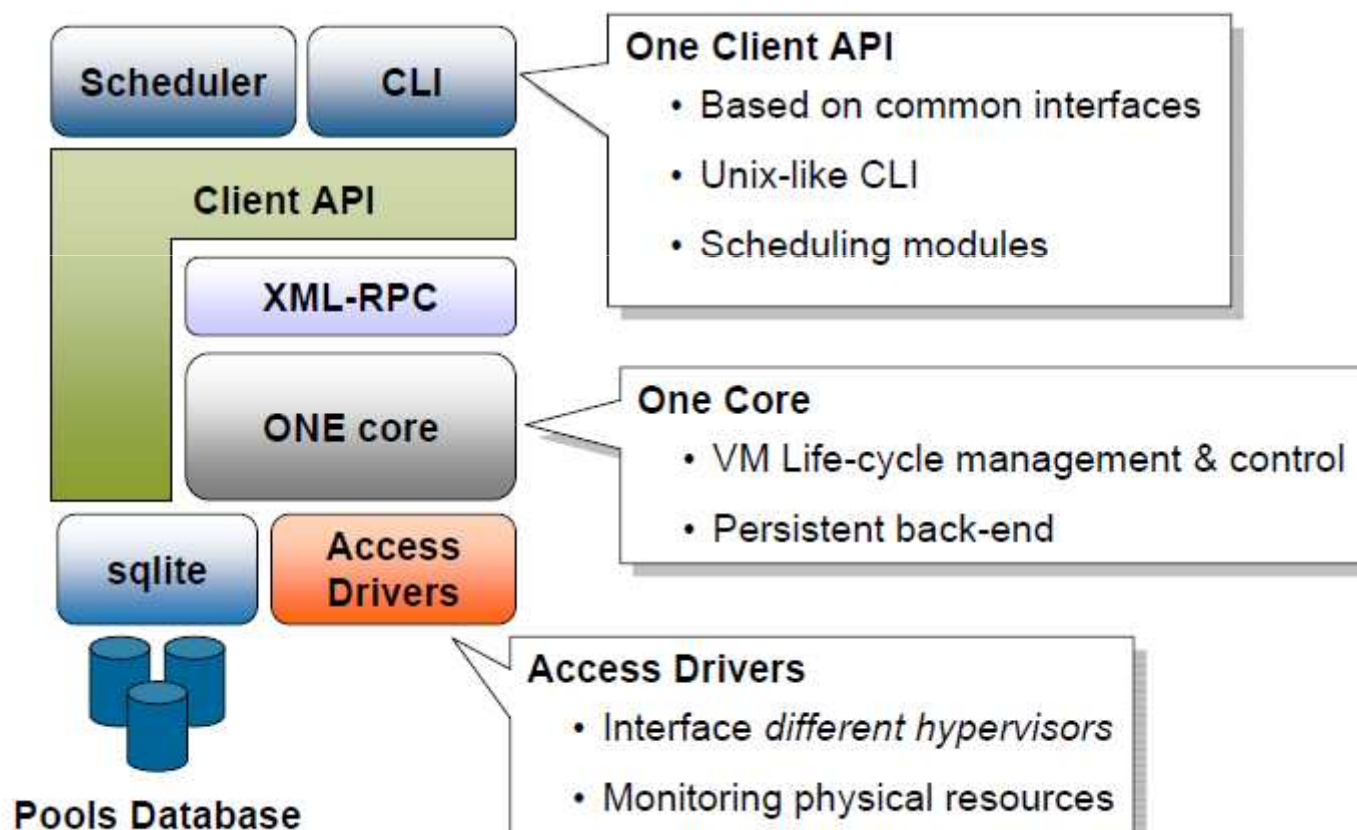 Scheduler
CLI
Client API
XML-RPC
ONE core
sqlite
Access
Drivers
Pools Database
One Client API
• Based on common interfaces
• Unix-like CLI
• Scheduling modules
One Core
• VM Life-cycle management & control
• Persistent back-end
Access Drivers
• Interface different hypervisors
• Monitoring physical resources